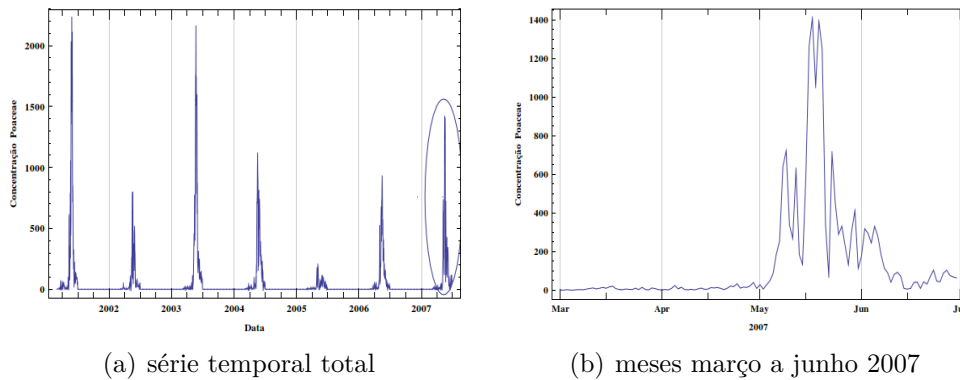 Concentração Poaceae
2000
1500
1000
500
0
2002 2003 2004 2005 2006 2007
Data
(a) série temporal total
Concentração Poaceae
1400
1200
1000
800
600
400
200
0
Mar Apr May Jun Ju
2007
(b) meses março a junho 2007